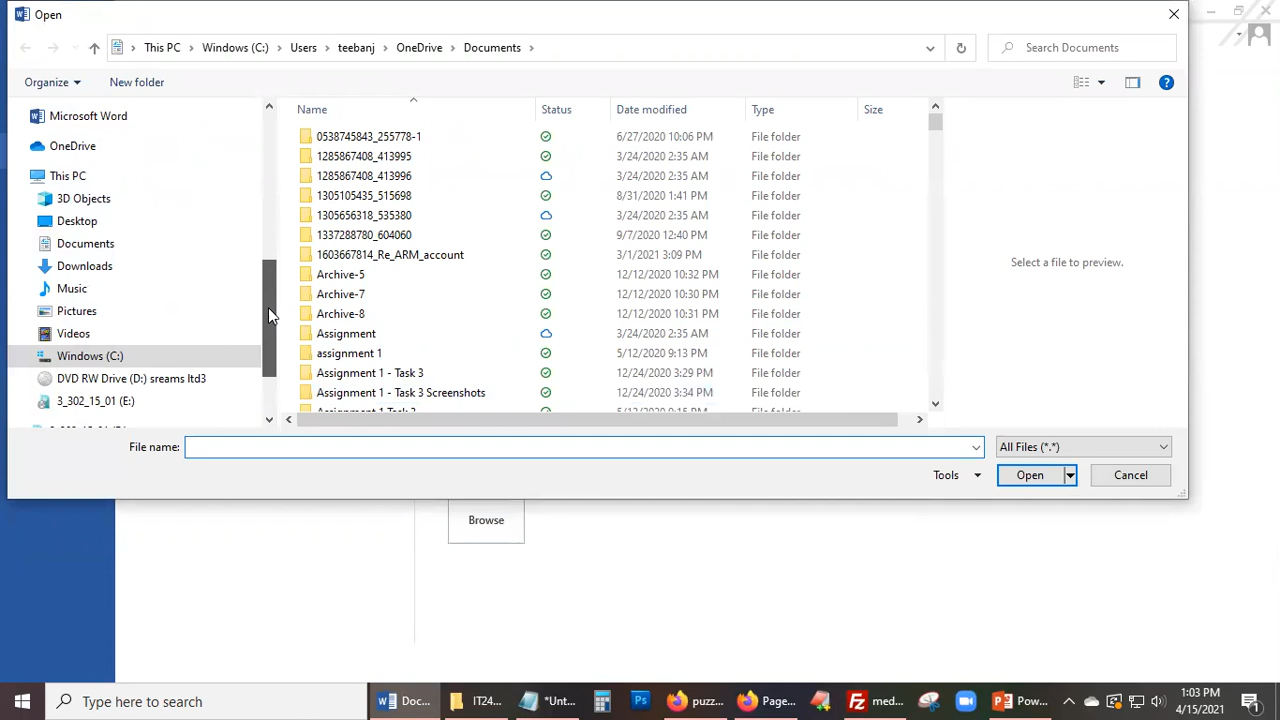 Open
This PC > Windows (C:) > Users > teebanj > OneDrive > Documents >
Search Documents
Organize
New folder
Microsoft Word
OneDrive
This PC
3D Objects
Desktop
Documents
Downloads
Music
Pictures
Videos
Windows (C:)
DVD RW Drive (D:) sreams ltd3
3_302_15_01 (E:)
Name Status Date modified Type Size
0538745843_255778-1 6/27/2020 10:06 PM File folder
1285867408_413995 3/24/2020 2:35 AM File folder
1285867408_413996 3/24/2020 2:35 AM File folder
1305105435_515698 8/31/2020 1:41 PM File folder
1305656318_535380 3/24/2020 2:35 AM File folder
1337288780_604060 9/7/2020 12:40 PM File folder
1603667814_Re_ARM_account 3/1/2021 3:09 PM File folder
Archive-5 12/12/2020 10:32 PM File folder
Archive-7 12/12/2020 10:30 PM File folder
Archive-8 12/12/2020 10:31 PM File folder
Assignment 3/24/2020 2:35 AM File folder
assignment 1 5/12/2020 9:13 PM File folder
Assignment 1 - Task 3 12/24/2020 3:29 PM File folder
Assignment 1 - Task 3 Screenshots 12/24/2020 3:34 PM File folder
Select a file to preview.
File name:
All Files (*.*)
Tools
Open
Cancel
Browse
Type here to search
Doc...
IT24...
*Unt...
Ps
puzz...
Page...
med...
Pow...
1:03 PM
4/15/2021
1